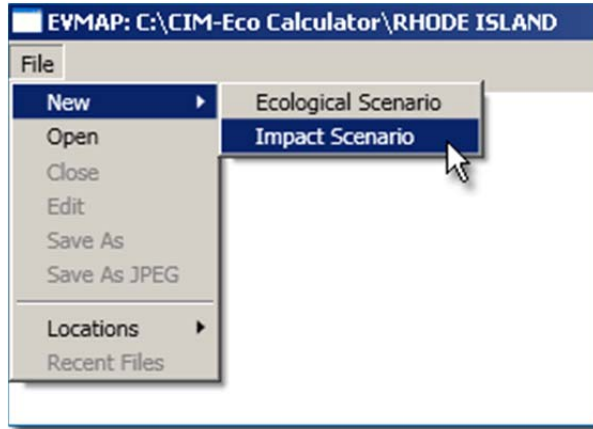 EVMAP: C:\CIM-Eco Calculator\RHODE ISLAND
File
New
Ecological Scenario
Open
Impact Scenario
Close
Edit
Save As
Save As JPEG
Locations
Recent Files